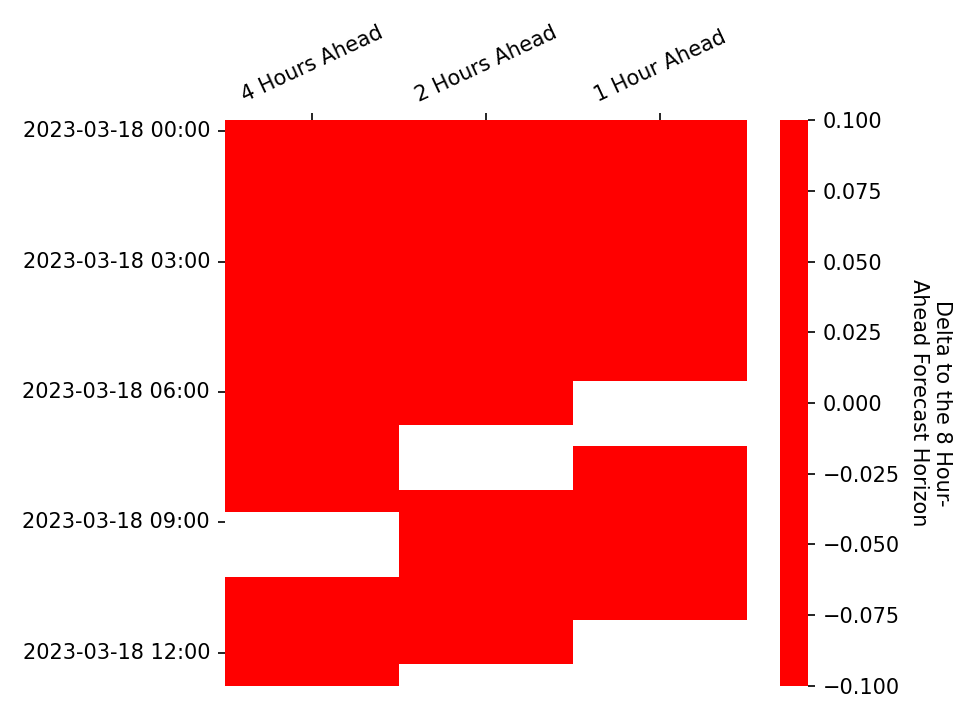 4 Hours Ahead
2 Hours Ahead
1 Hour Ahead
2023-03-18 00:00
2023-03-18 03:00
2023-03-18 06:00
2023-03-18 09:00
2023-03-18 12:00
0.100
0.075
0.050
0.025
0.000
−0.025
−0.050
−0.075
−0.100
Delta to the 8 Hour-
Ahead Forecast Horizon